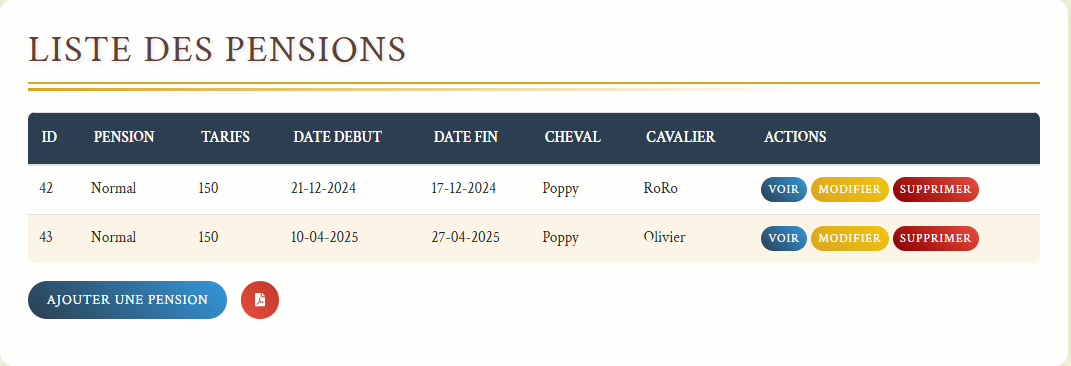 LISTE DES PENSIONS
ID PENSION TARIFS DATE DEBUT DATE FIN CHEVAL CAVALIER ACTIONS
42 Normal 150 21-12-2024 17-12-2024 Poppy RoRo VOIR MODIFIER SUPPRIMER
43 Normal 150 10-04-2025 27-04-2025 Poppy Olivier VOIR MODIFIER SUPPRIMER
AJOUTER UNE PENSION